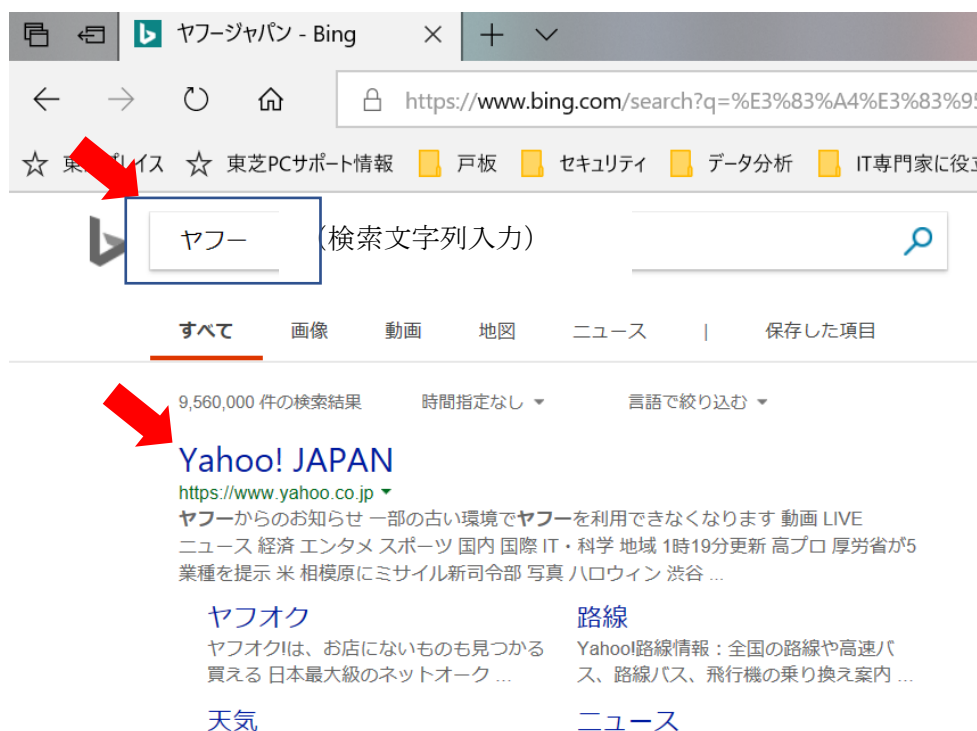 ヤフージャパン - Bing
https://www.bing.com/search?q=%E3%83%A4%E3%83%95
東 レイス 東芝PCサポート情報 戸板 セキュリティ データ分析 IT専門家に役立
ヤフー (検索文字列入力)
すべて 画像 動画 地図 ニュース | 保存した項目
9,560,000 件の検索結果 時間指定なし 言語で絞り込む
Yahoo! JAPAN
https://www.yahoo.co.jp
ヤフーからのお知らせ 一部の古い環境でヤフーを利用できなくなります 動画 LIVE
ニュース 経済 エンタメ スポーツ 国内 国際 IT・科学 地域 1時19分更新 高プロ 厚労省が5
業種を提示 米 相模原にミサイル新司令部 写真 ハロウィン 渋谷 ...
ヤフオク
ヤフオク!は、お店にないものも見つかる
買える 日本最大級のネットオーク ...
路線
Yahoo!路線情報：全国の路線や高速バ
ス、路線バス、飛行機の乗り換え案内 ...
天気
ニュース